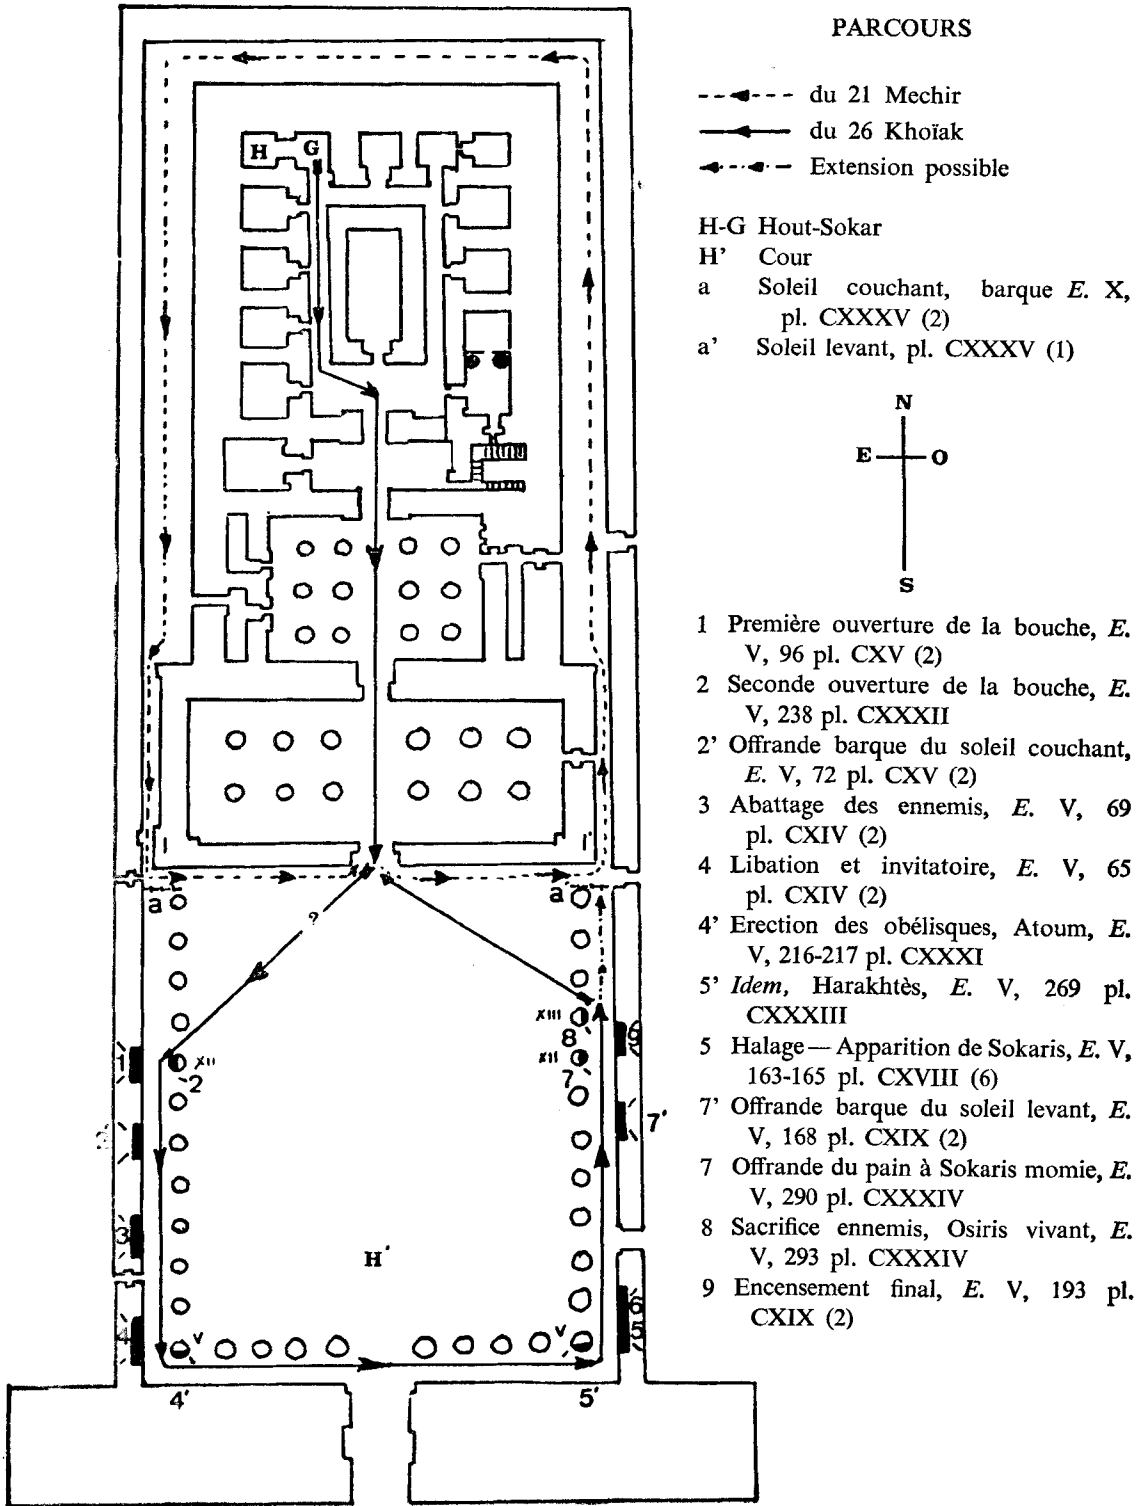 PARCOURS
du 21 Mechir
du 26 Khoïak
Extension possible
H-G Hout-Sokar
H' Cour
a Soleil couchant, barque E. X,
pl. CXXXV (2)
a' Soleil levant, pl. CXXXV (1)
N
E O
S
1 Première ouverture de la bouche, E.
V, 96 pl. CXV (2)
2 Seconde ouverture de la bouche, E.
V, 238 pl. CXXXII
2' Offrande barque du soleil couchant,
E. V, 72 pl. CXV (2)
3 Abattage des ennemis, E. V, 69
pl. CXIV (2)
4 Libation et invitatoire, E. V, 65
pl. CXIV (2)
4' Erection des obélisques, Atoum, E.
V, 216-217 pl. CXXXI
5' Idem, Harakhtès, E. V, 269 pl.
CXXXIII
5 Halage — Apparition de Sokaris, E. V,
163-165 pl. CXVIII (6)
7' Offrande barque du soleil levant, E.
V, 168 pl. CXIX (2)
7 Offrande du pain à Sokaris momie, E.
V, 290 pl. CXXXIV
8 Sacrifice ennemis, Osiris vivant, E.
V, 293 pl. CXXXIV
9 Encensement final, E. V, 193 pl.
CXIX (2)
H G
a a'
?
XIII
8
1 XII XII
2 7
7'
3
H'
6
4 V V 5
4' 5'